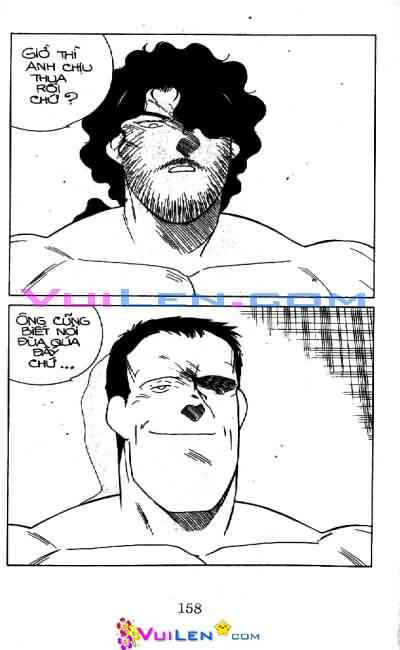 GIỜ THÌ
ANH CHỊU
THUA
RỒI
CHỨ ?
VUILEN.COM
ÔNG CŨNG
BIẾT NÓI
ĐÙA QÚA
ĐẤY
CHỨ ...
158
VUILEN.COM